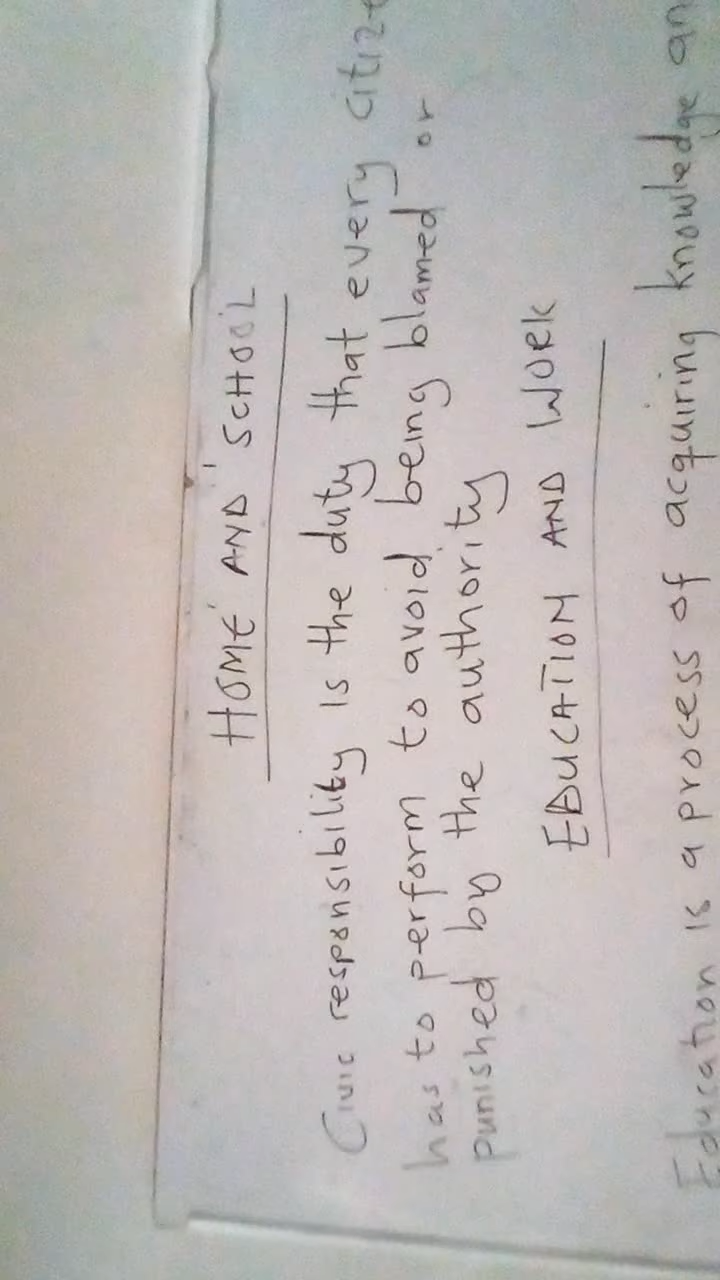 HOME AND SCHOOL
Civic responsibility is the duty that every citize
has to perform to avoid being blamed or
punished by the authority
EDUCATION AND WORK
Education is a process of acquiring knowledge an